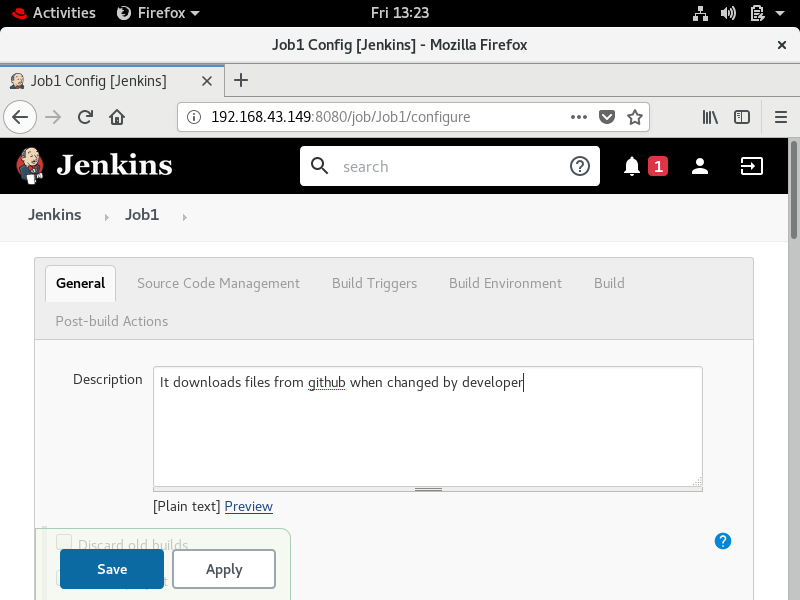 Activities Firefox Fri 13:23
Job1 Config [Jenkins] - Mozilla Firefox
Job1 Config [Jenkins]
192.168.43.149:8080/job/Job1/configure
Jenkins search 1
Jenkins Job1
General Source Code Management Build Triggers Build Environment Build
Post-build Actions
Description It downloads files from github when changed by developer
[Plain text] Preview
Discard old builds
Save Apply